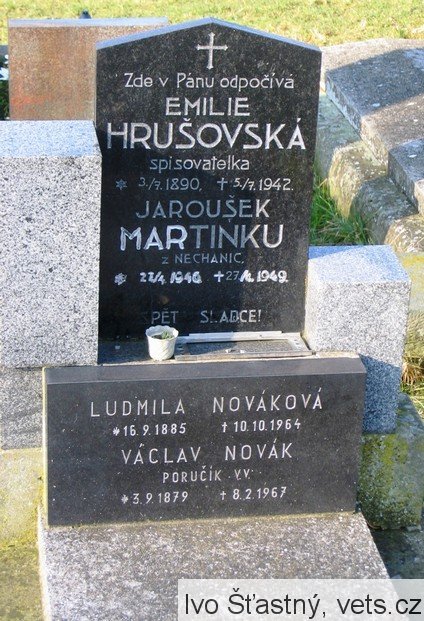 Zde v Pánu odpočívá
EMILIE
HRUŠOVSKÁ
spisovatelka
* 3./7. 1890. + 5./7. 1942.
JAROUŠEK
MARTINKU
z NECHANIC,
SPĚT SLADCE!
LUDMILA NOVÁKOVÁ
*16.9.1885 +10.10.1964
VÁCLAV NOVÁK
PORUČÍK V.V.
*3.9.1879 +8.2.1967
Ivo Šťastný, vets.cz